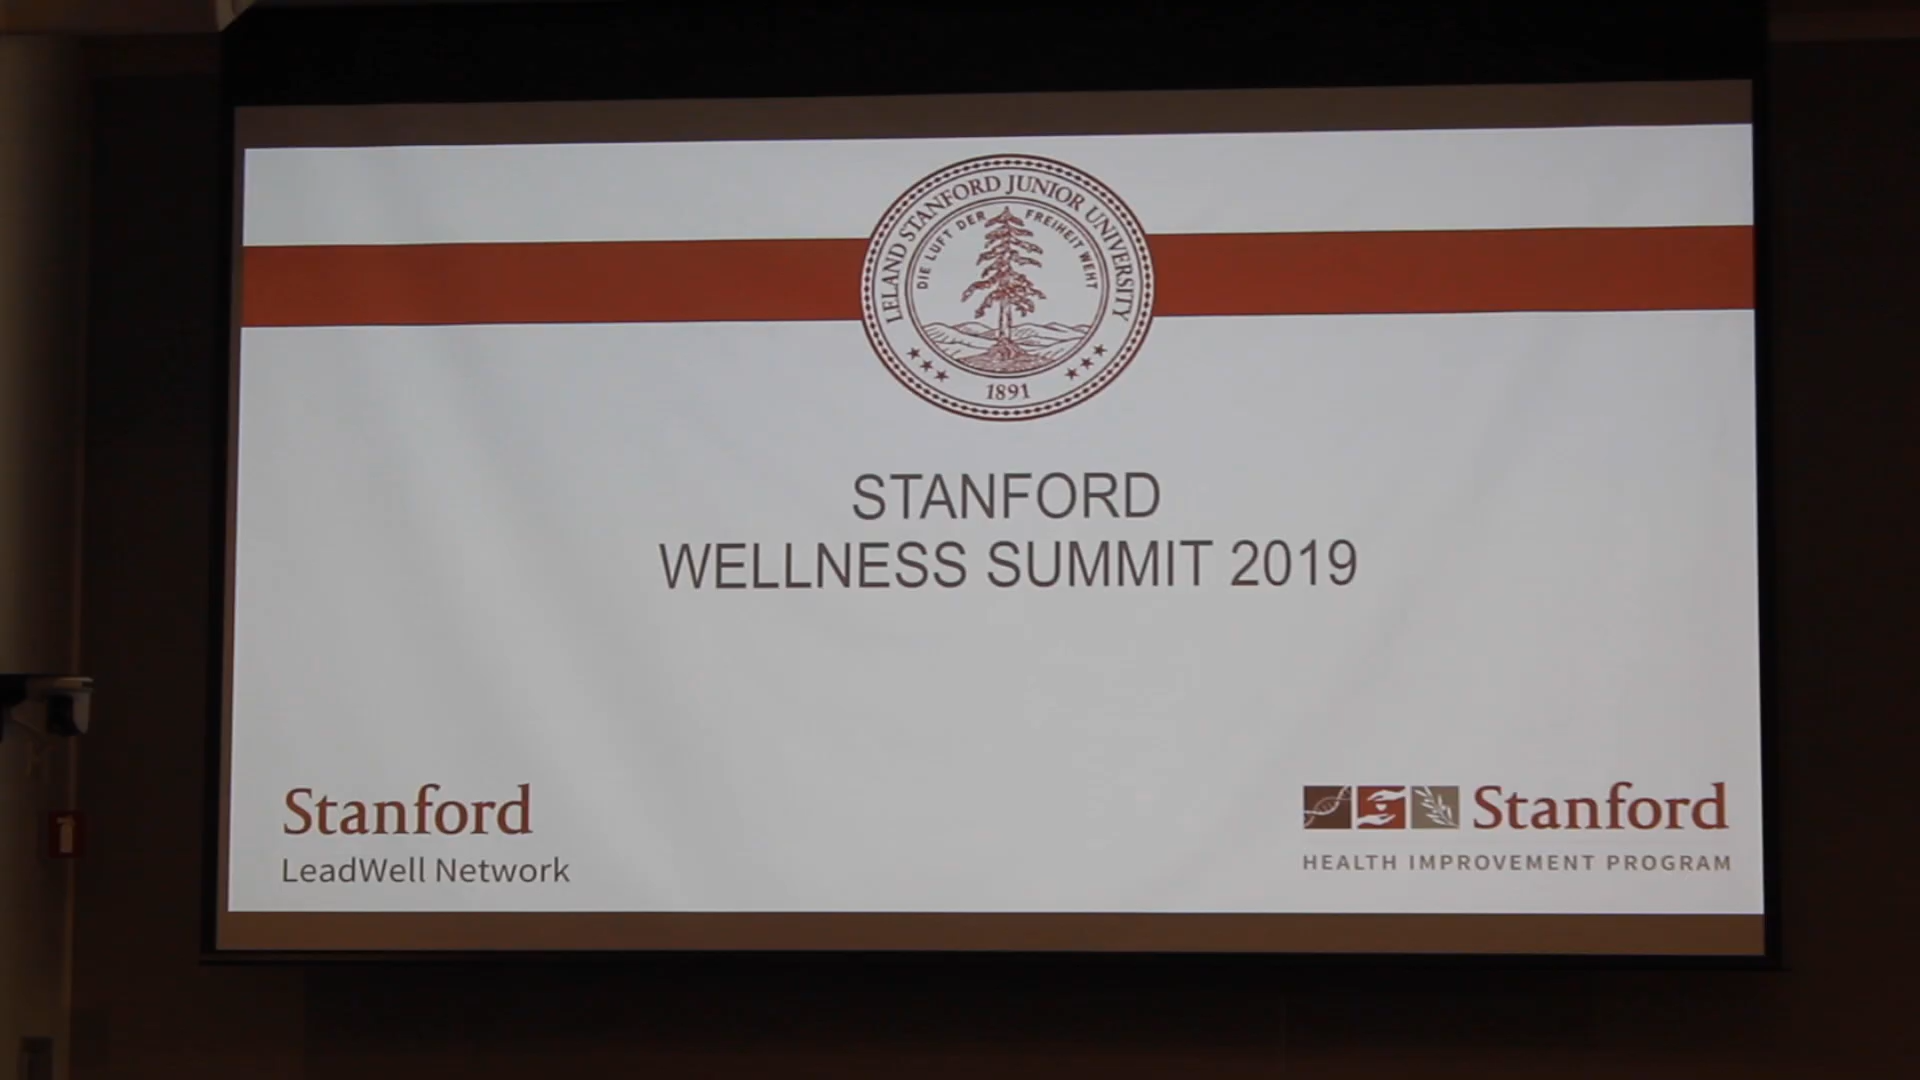 LELAND STANFORD JUNIOR UNIVERSITY
DIE LUFT DER FREIHEIT WEHT
1891
STANFORD
WELLNESS SUMMIT 2019
Stanford
LeadWell Network
Stanford
HEALTH IMPROVEMENT PROGRAM